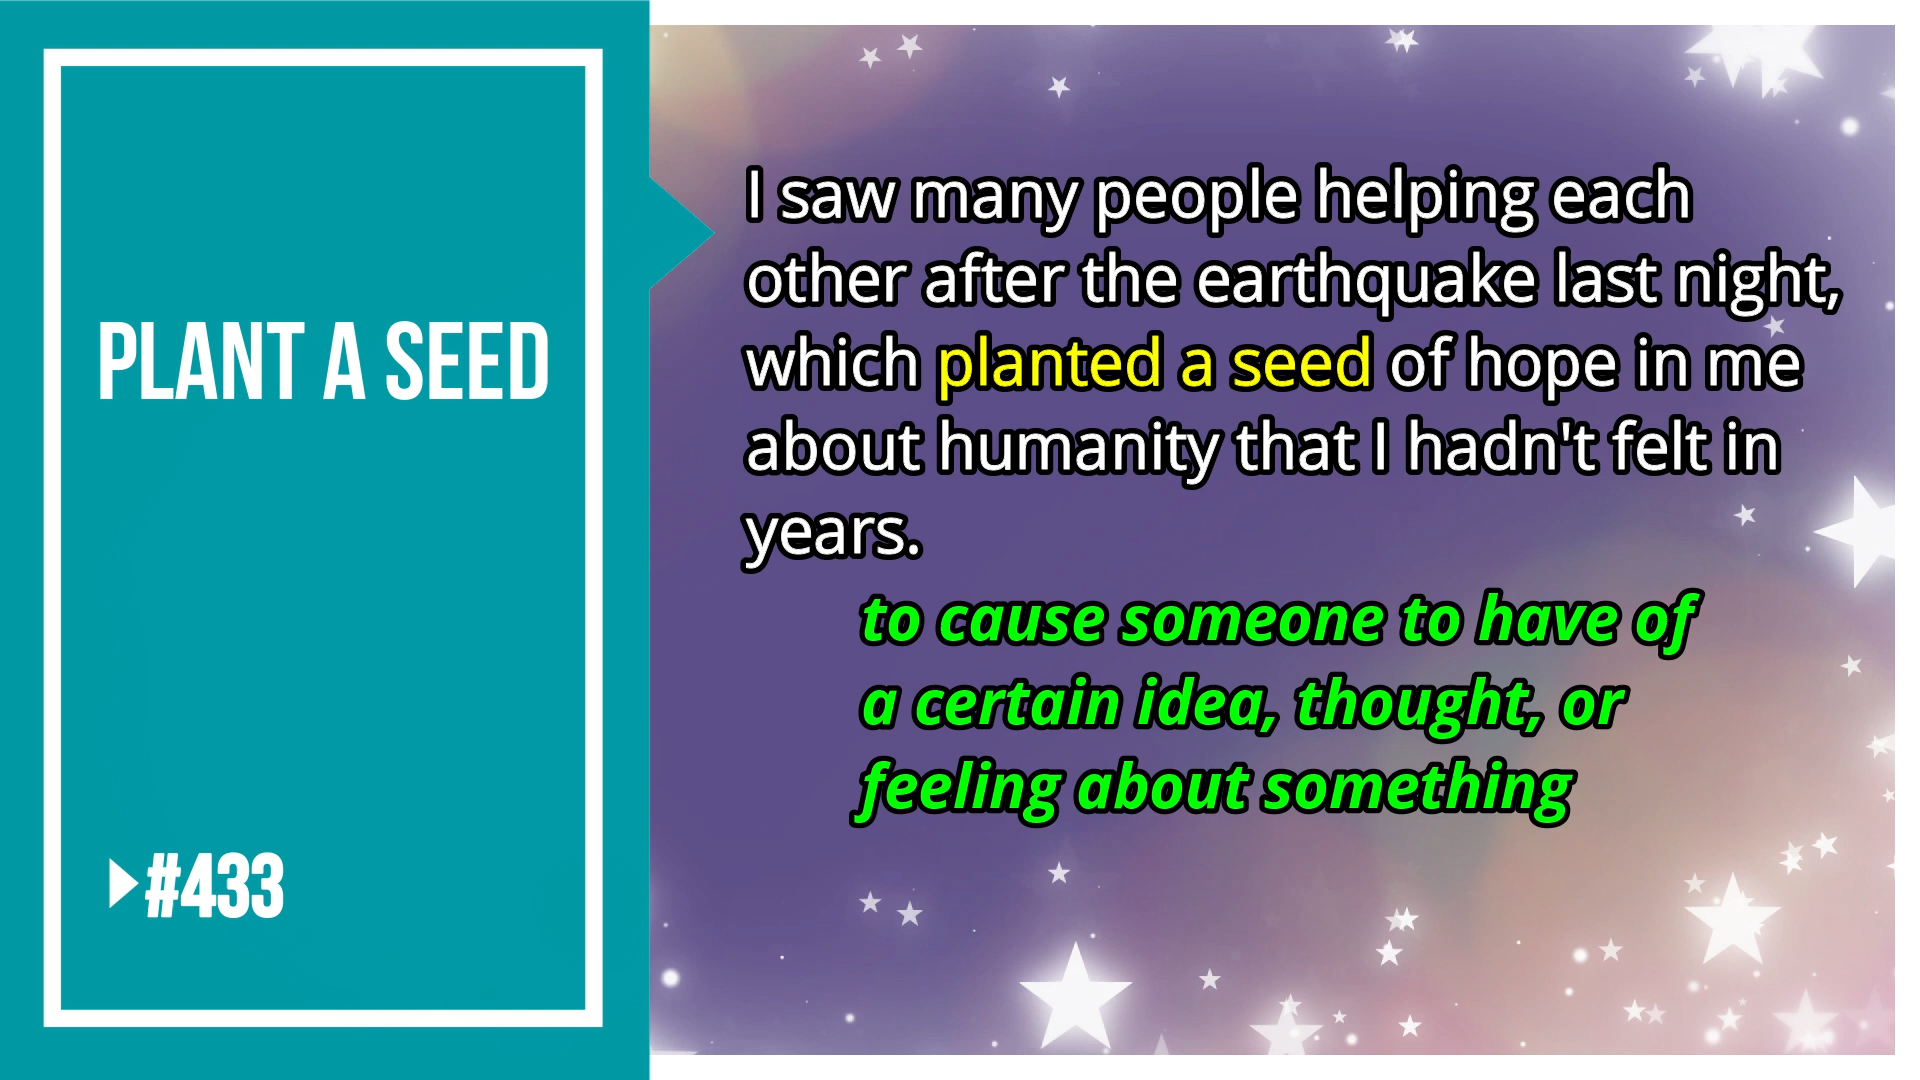 PLANT A SEED
#433
I saw many people helping each
other after the earthquake last night,
which planted a seed of hope in me
about humanity that I hadn't felt in
years.
to cause someone to have of
a certain idea, thought, or
feeling about something